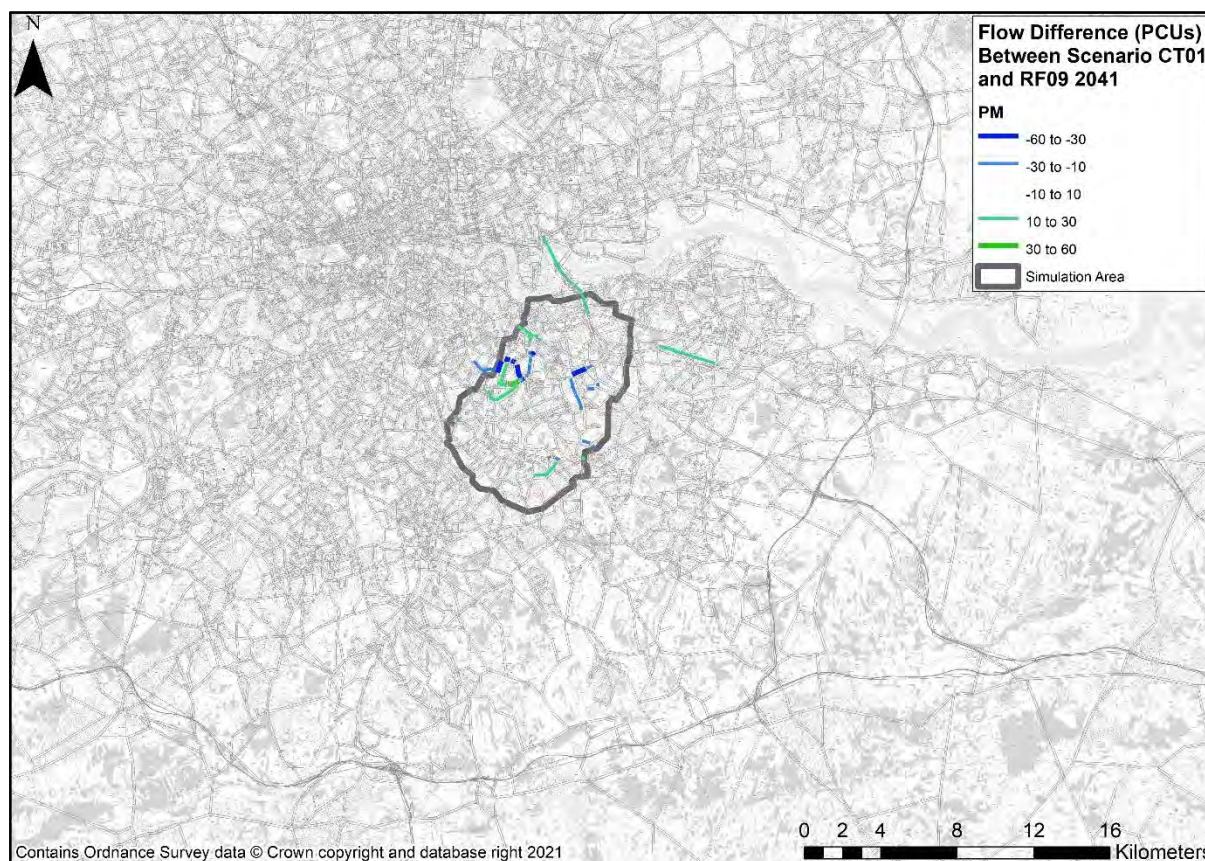 N
Flow Difference (PCUs)
Between Scenario CT01
and RF09 2041
PM
-60 to -30
-30 to -10
-10 to 10
10 to 30
30 to 60
Simulation Area
0 2 4 8 12 16
Kilometers
Contains Ordnance Survey data © Crown copyright and database right 2021